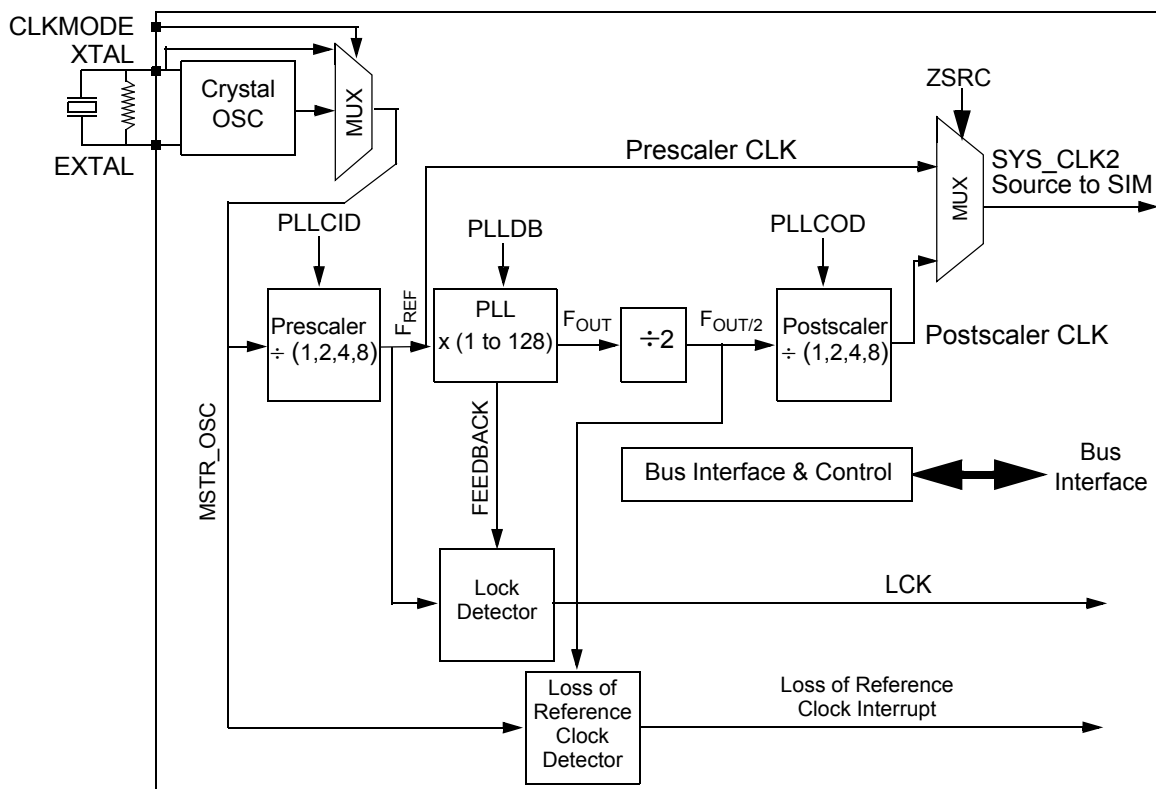 CLKMODE
XTAL
EXTAL
Crystal
OSC
MUX
ZSRC
Prescaler CLK
MUX
SYS_CLK2
Source to SIM
PLLCID
PLLDB
PLLCOD
Prescaler
÷ (1,2,4,8)
FREF
PLL
x (1 to 128)
FOUT
÷2
FOUT/2
Postscaler
÷ (1,2,4,8)
Postscaler CLK
MSTR_OSC
FEEDBACK
Bus Interface & Control
Bus
Interface
Lock
Detector
LCK
Loss of
Reference
Clock
Detector
Loss of Reference
Clock Interrupt